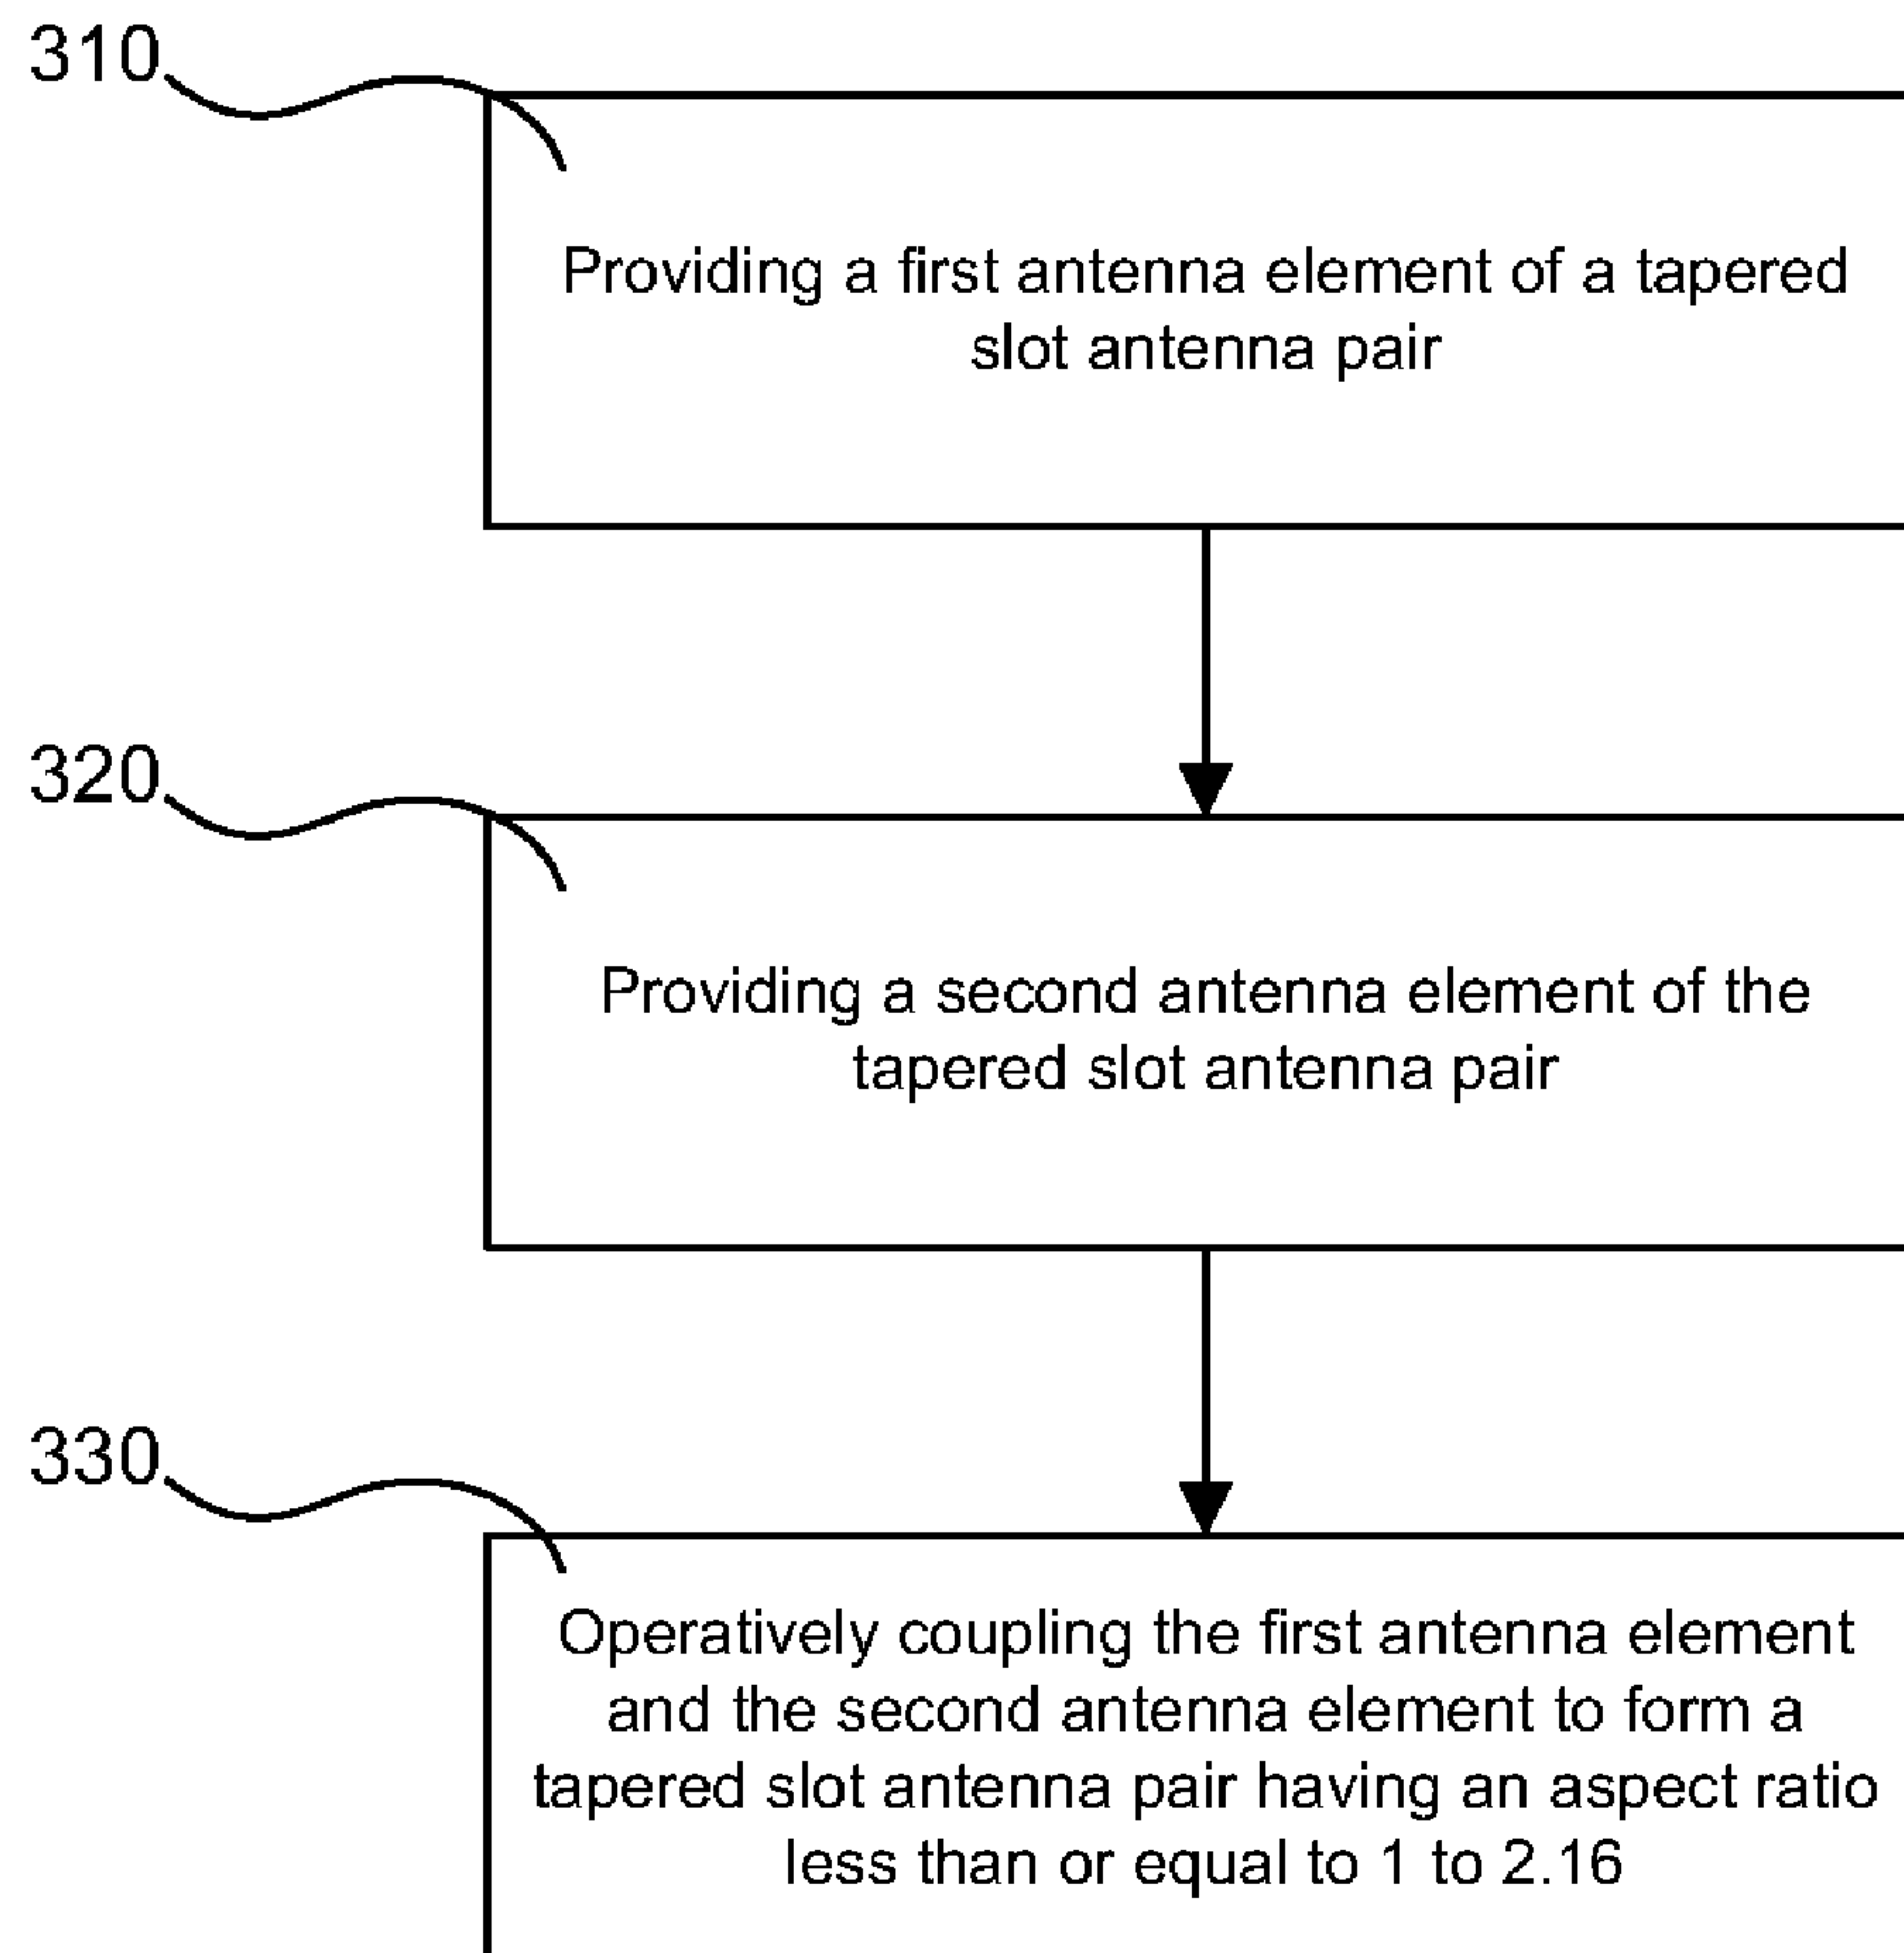 310
Providing a first antenna element of a tapered
slot antenna pair
320
Providing a second antenna element of the
tapered slot antenna pair
330
Operatively coupling the first antenna element
and the second antenna element to form a
tapered slot antenna pair having an aspect ratio
less than or equal to 1 to 2.16